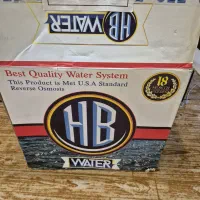 HB
WATER
Best Quality Water System
This Product is Met U.S.A Standard
Reverse Osmosis
18
HB
WATER